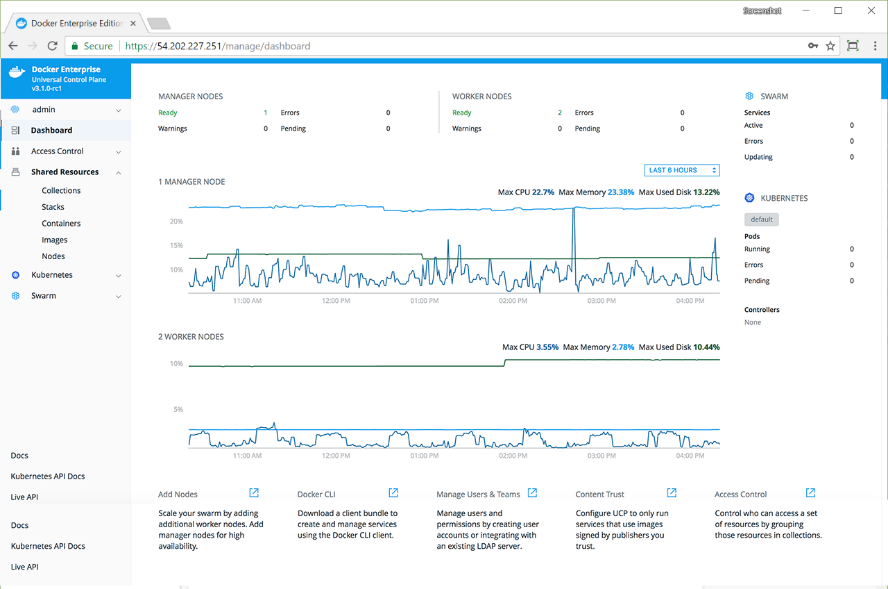 Screenshot
Docker Enterprise Edition
Secure https://54.202.227.251/manage/dashboard
Docker Enterprise
Universal Control Plane
v3.1.0-rc1
admin
Dashboard
Access Control
Shared Resources
Collections
Stacks
Containers
Images
Nodes
Kubernetes
Swarm
Docs
Kubernetes API Docs
Live API
Docs
Kubernetes API Docs
Live API
MANAGER NODES
Ready 1 Errors 0
Warnings 0 Pending 0
WORKER NODES
Ready 2 Errors 0
Warnings 0 Pending 0
LAST 6 HOURS
1 MANAGER NODE
Max CPU 22.7% Max Memory 23.38% Max Used Disk 13.22%
20%
15%
10%
11:00 AM 12:00 PM 01:00 PM 02:00 PM 03:00 PM 04:00 PM
2 WORKER NODES
Max CPU 3.55% Max Memory 2.78% Max Used Disk 10.44%
10%
5%
11:00 AM 12:00 PM 01:00 PM 02:00 PM 03:00 PM 04:00 PM
SWARM
Services
Active 0
Errors 0
Updating 0
KUBERNETES
default
Pods
Running 0
Errors 0
Pending 0
Controllers
None
Add Nodes
Scale your swarm by adding
additional worker nodes. Add
manager nodes for high
availability.
Docker CLI
Download a client bundle to
create and manage services
using the Docker CLI client.
Manage Users & Teams
Manage users and
permissions by creating user
accounts or integrating with
an existing LDAP server.
Content Trust
Configure UCP to only run
services that use images
signed by publishers you
trust.
Access Control
Control who can access a set
of resources by grouping
those resources in collections.